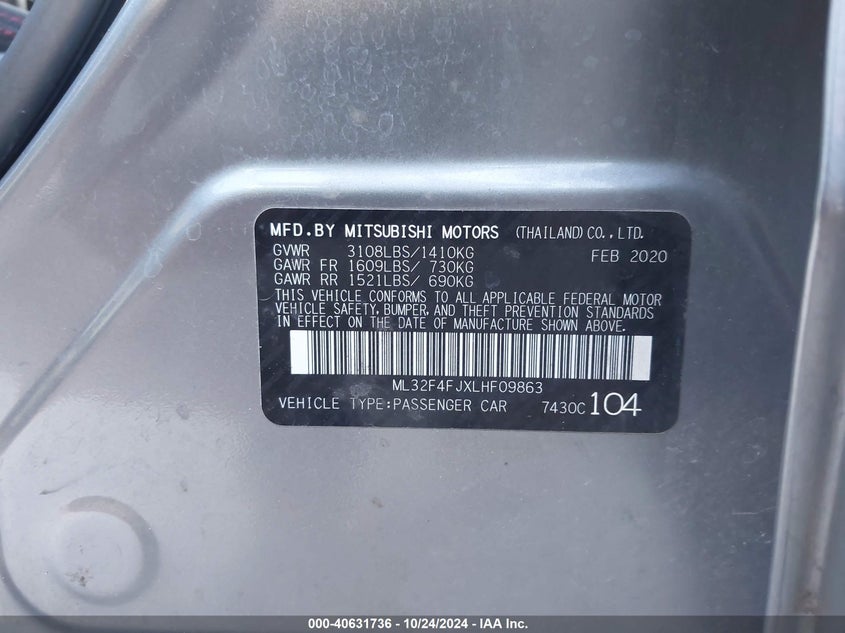 MFD.BY MITSUBISHI MOTORS (THAILAND) CO.,LTD.
GVWR 3108LBS/1410KG FEB 2020
GAWR FR 1609LBS/ 730KG
GAWR RR 1521LBS/ 690KG
THIS VEHICLE CONFORMS TO ALL APPLICABLE FEDERAL MOTOR
VEHICLE SAFETY, BUMPER, AND THEFT PREVENTION STANDARDS
IN EFFECT ON THE DATE OF MANUFACTURE SHOWN ABOVE.
ML32F4FJXLHF09863
VEHICLE TYPE:PASSENGER CAR 7430C 104
000-40631736 - 10/24/2024 - IAA Inc.